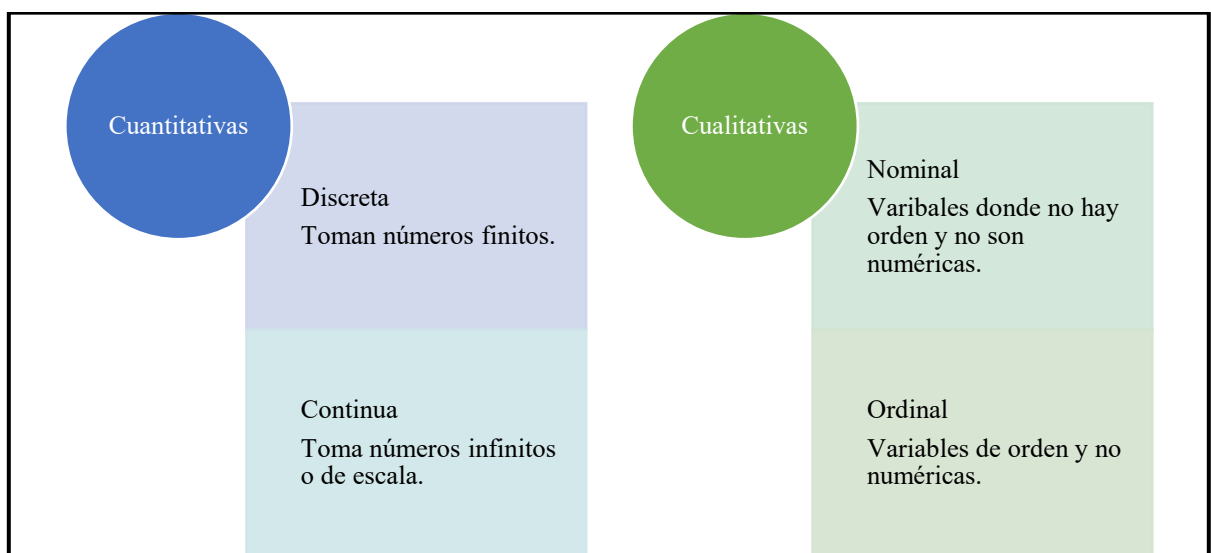 Cuantitativas
Discreta
Toman números finitos.
Continua
Toma números infinitos
o de escala.
Cualitativas
Nominal
Varibales donde no hay
orden y no son
numéricas.
Ordinal
Variables de orden y no
numéricas.